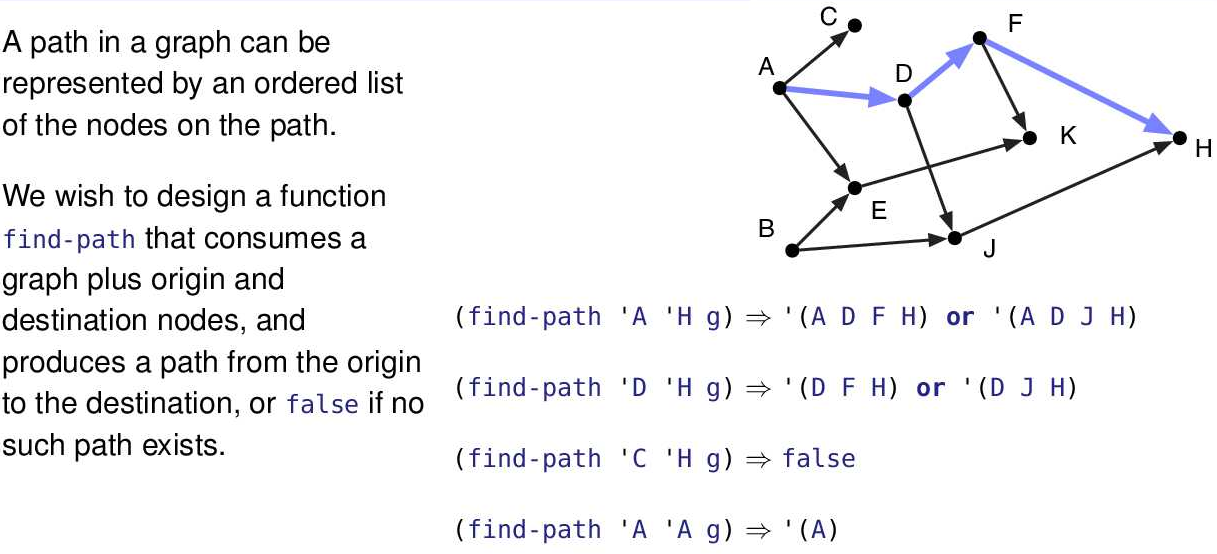 A path in a graph can be
represented by an ordered list
of the nodes on the path.
We wish to design a function
find-path that consumes a
graph plus origin and
destination nodes, and
produces a path from the origin
to the destination, or false if no
such path exists.
C
F
A
D
K
H
E
B
J
(find-path 'A 'H g) ⇒ '(A D F H) or '(A D J H)
(find-path 'D 'H g) ⇒ '(D F H) or '(D J H)
(find-path 'C 'H g) ⇒ false
(find-path 'A 'A g) ⇒ '(A)